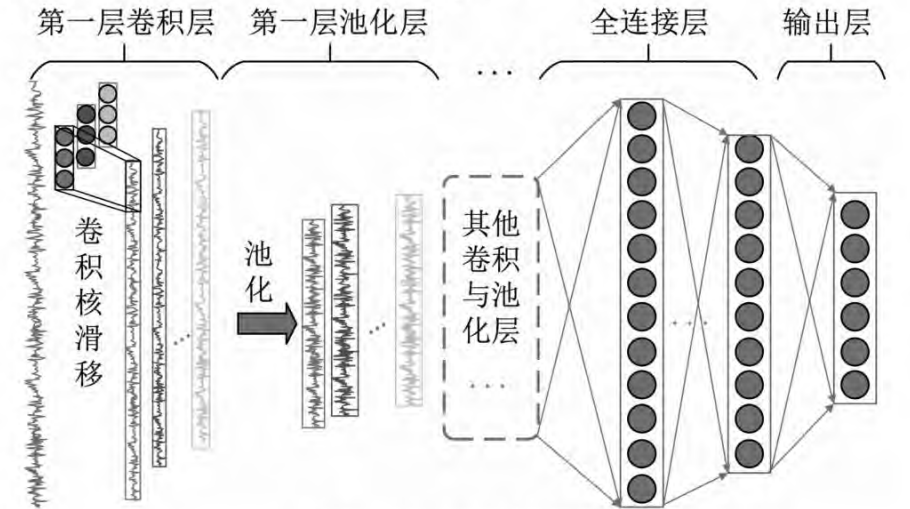 第一层卷积层
第一层池化层
...
全连接层
输出层
卷积核滑移
...
池化
...
其他
卷积
与池
化层
...
...